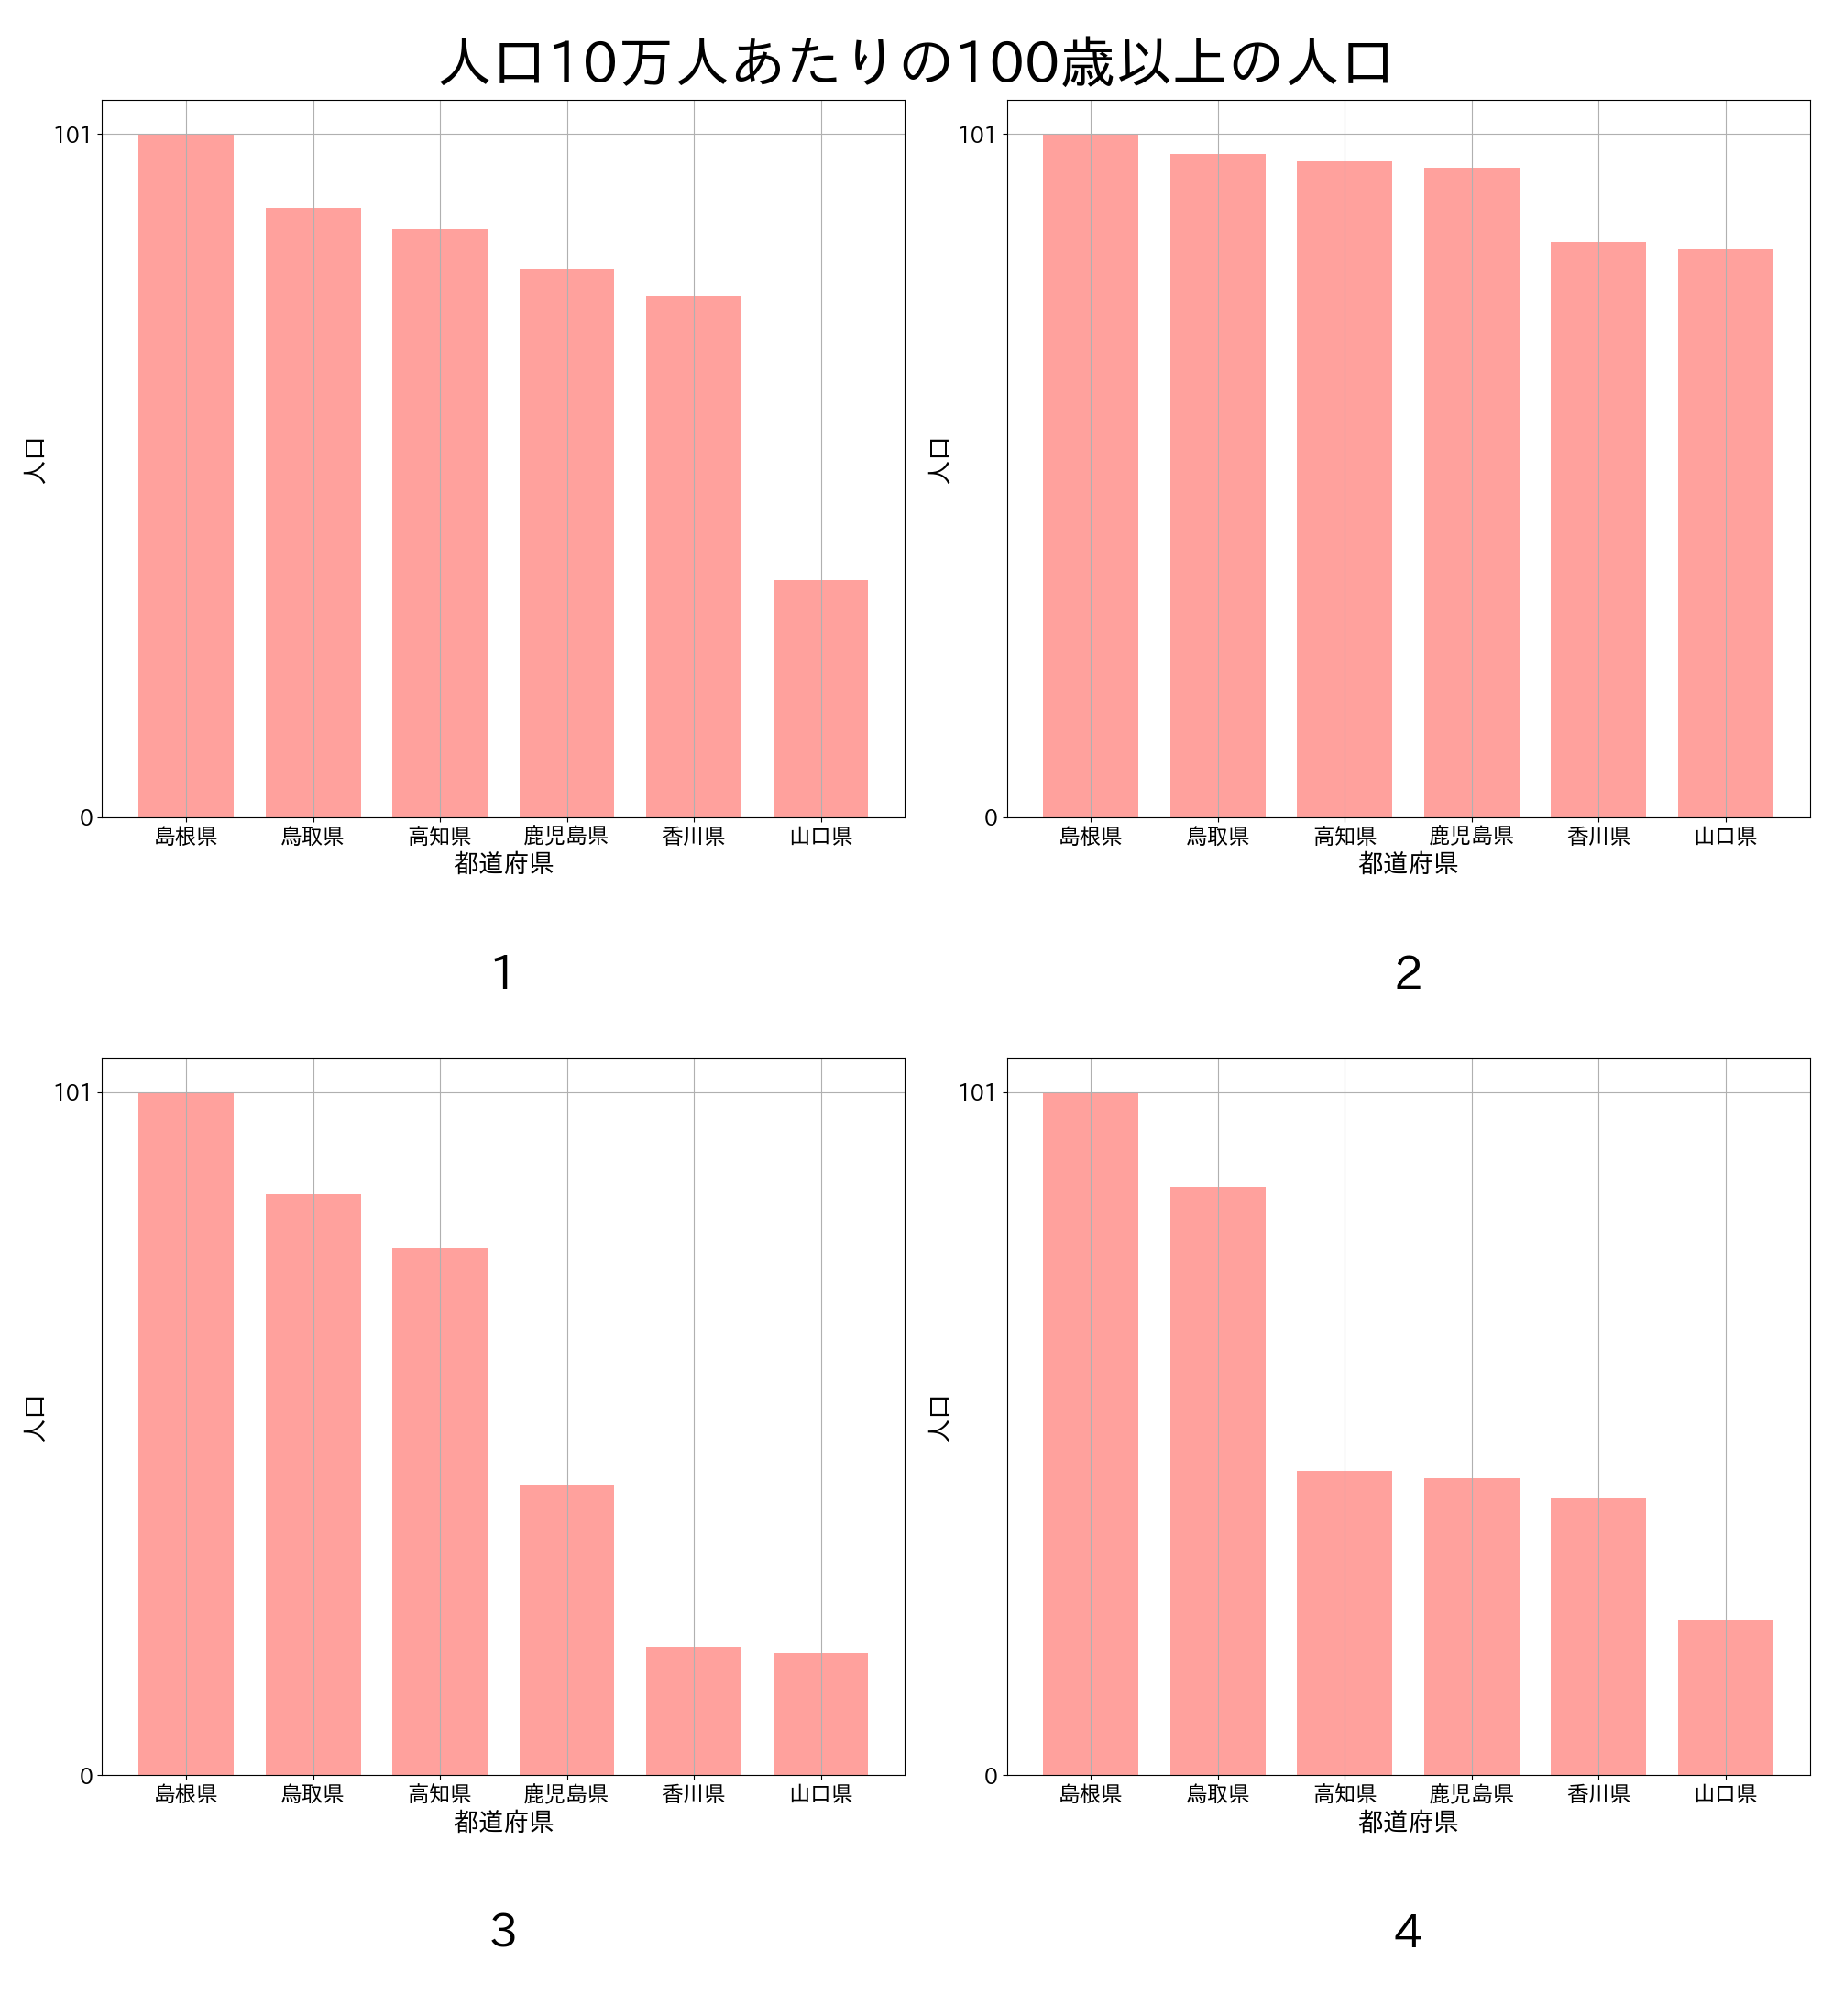 人口10万人あたりの100歳以上の人口
101
0
人口
島根県 鳥取県 高知県 鹿児島県 香川県 山口県
都道府県
1
101
0
人口
島根県 鳥取県 高知県 鹿児島県 香川県 山口県
都道府県
2
101
0
人口
島根県 鳥取県 高知県 鹿児島県 香川県 山口県
都道府県
3
101
0
人口
島根県 鳥取県 高知県 鹿児島県 香川県 山口県
都道府県
4